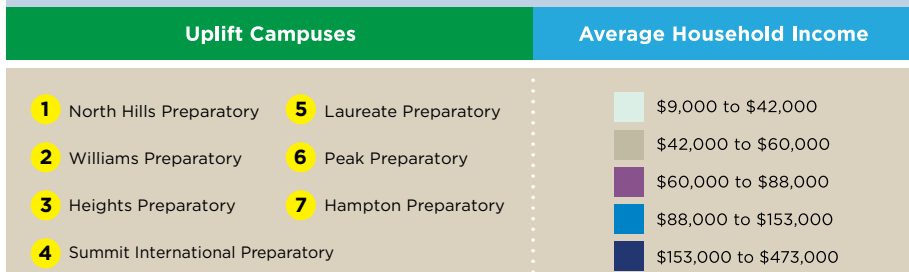 Uplift Campuses
Average Household Income
1 North Hills Preparatory
2 Williams Preparatory
3 Heights Preparatory
4 Summit International Preparatory
5 Laureate Preparatory
6 Peak Preparatory
7 Hampton Preparatory
$9,000 to $42,000
$42,000 to $60,000
$60,000 to $88,000
$88,000 to $153,000
$153,000 to $473,000